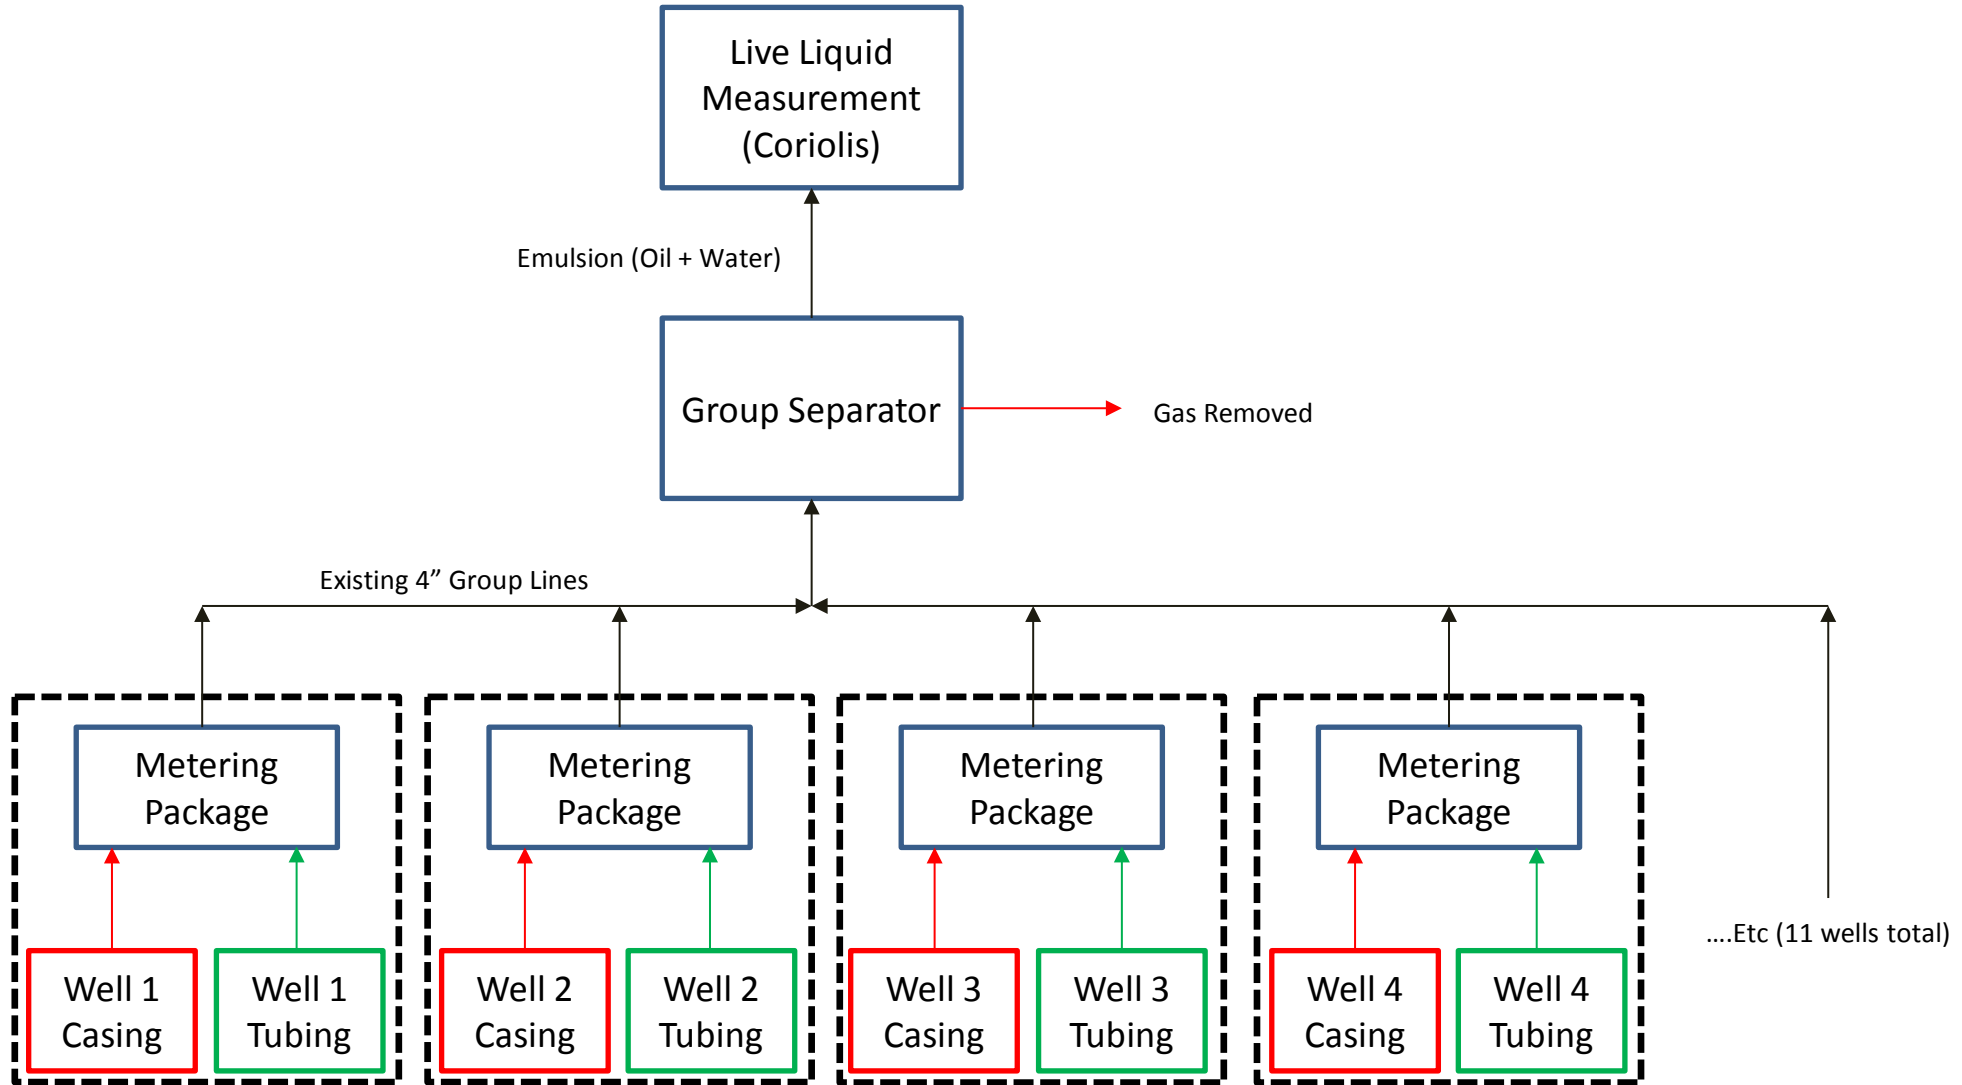 Live Liquid
Measurement
(Coriolis)
Emulsion (Oil + Water)
Group Separator
Gas Removed
Existing 4” Group Lines
Metering
Package
Metering
Package
Metering
Package
Metering
Package
....Etc (11 wells total)
Well 1
Casing
Well 1
Tubing
Well 2
Casing
Well 2
Tubing
Well 3
Casing
Well 3
Tubing
Well 4
Casing
Well 4
Tubing